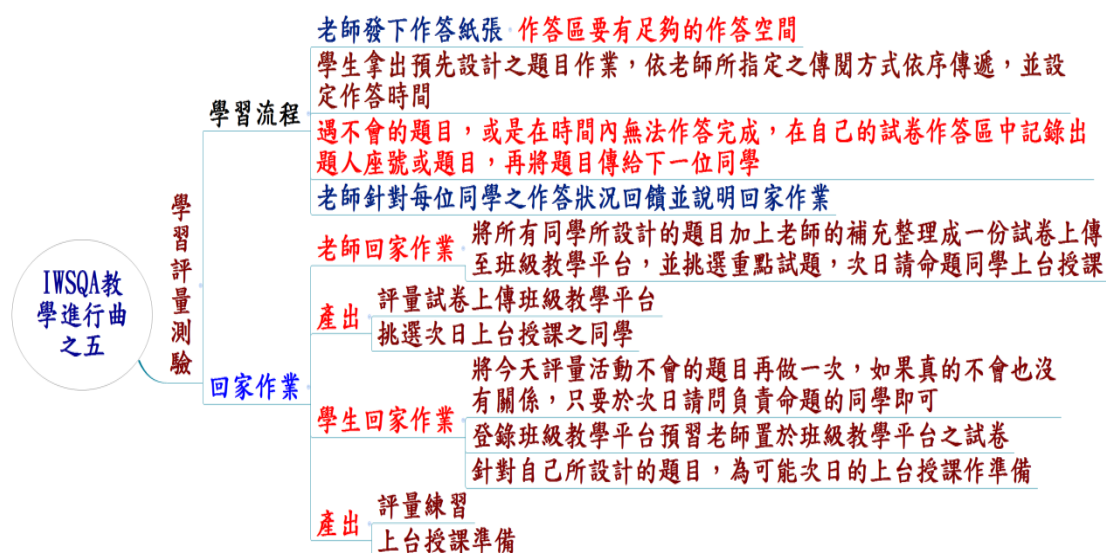 IWSQA教
學進行曲
之五
學習評量測驗
學習流程
老師發下作答紙張 作答區要有足夠的作答空間
學生拿出預先設計之題目作業，依老師所指定之傳閱方式依序傳遞，並設
定作答時間
遇不會的題目，或是在時間內無法作答完成，在自己的試卷作答區中記錄出
題人座號或題目，再將題目傳給下一位同學
老師針對每位同學之作答狀況回饋並說明回家作業
回家作業
老師回家作業
將所有同學所設計的題目加上老師的補充整理成一份試卷上傳
至班級教學平台，並挑選重點試題，次日請命題同學上台授課
產出
評量試卷上傳班級教學平台
挑選次日上台授課之同學
學生回家作業
將今天評量活動不會的題目再做一次，如果真的不會也沒
有關係，只要於次日請問負責命題的同學即可
登錄班級教學平台預習老師置於班級教學平台之試卷
針對自己所設計的題目，為可能次日的上台授課作準備
產出
評量練習
上台授課準備